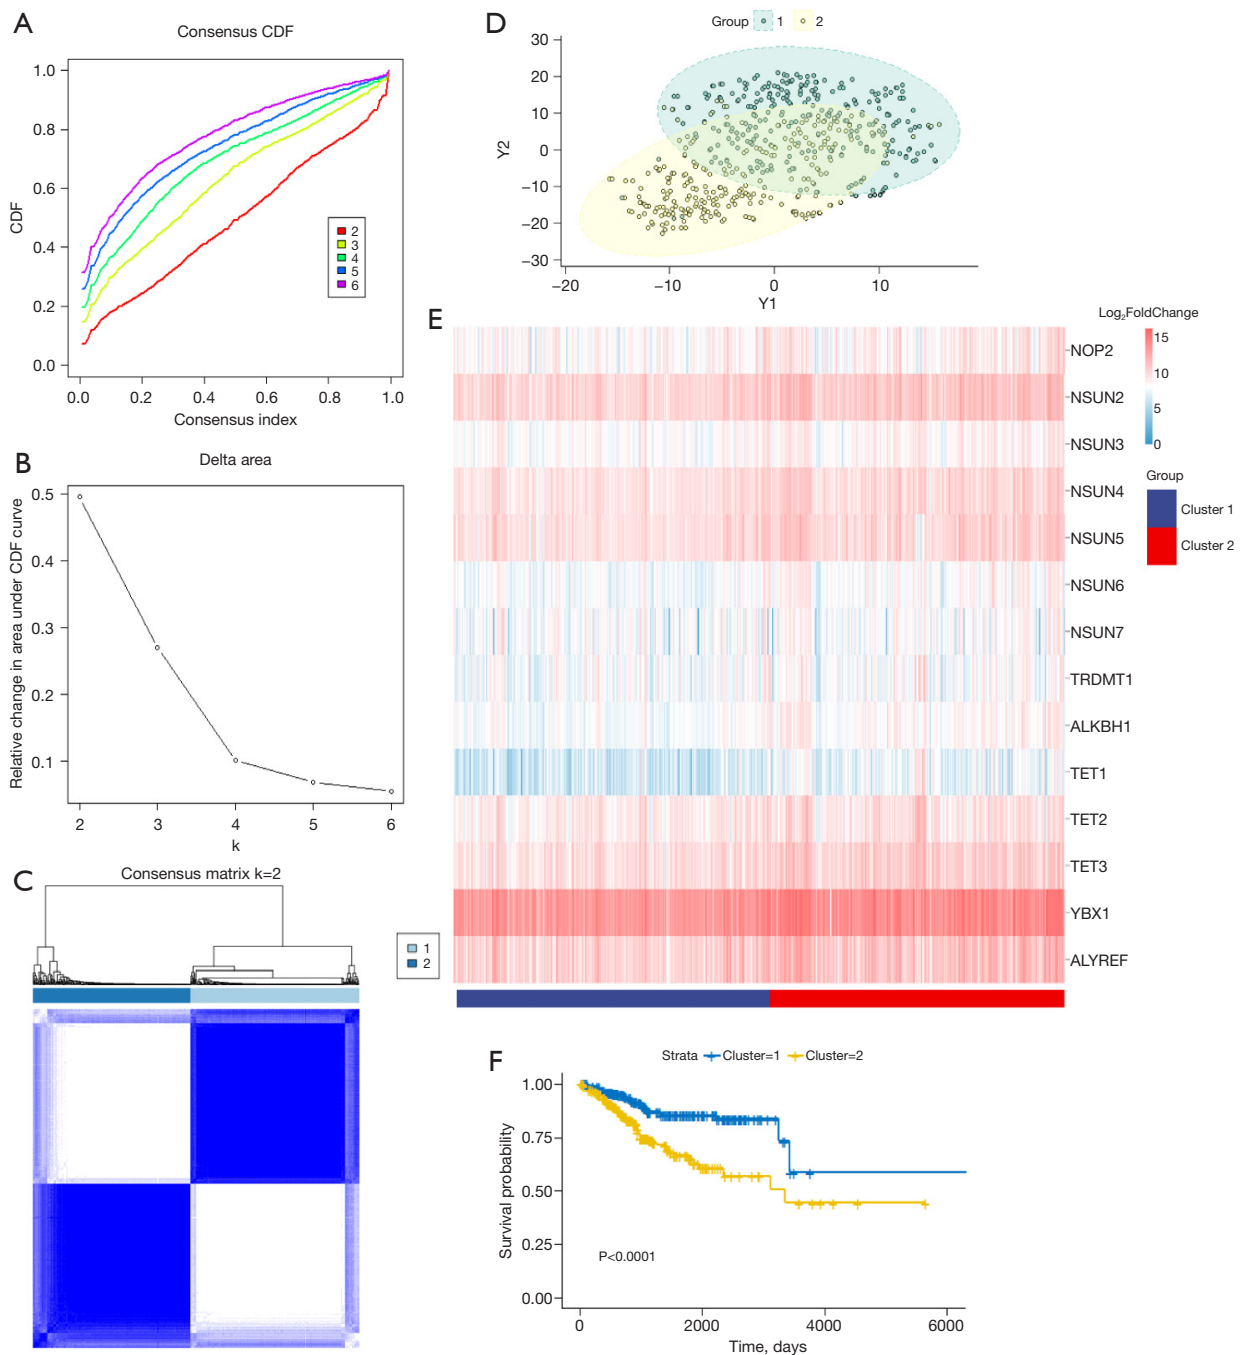 A
Consensus CDF
1.0
0.8
0.6
0.4
0.2
0.0
CDF
2
3
4
5
6
0.0 0.2 0.4 0.6 0.8 1.0
Consensus index
B
Delta area
0.5
0.4
0.3
0.2
0.1
Relative change in area under CDF curve
2 3 4 5 6
k
C
Consensus matrix k=2
1
2
D
Group 1 2
30
20
10
0
−10
−20
−30
Y2
−20 −10 0 10
Y1
E
Log2FoldChange
15
10
5
0
Group
Cluster 1
Cluster 2
NOP2
NSUN2
NSUN3
NSUN4
NSUN5
NSUN6
NSUN7
TRDMT1
ALKBH1
TET1
TET2
TET3
YBX1
ALYREF
F
Strata Cluster=1 Cluster=2
1.00
0.75
0.50
0.25
0.00
Survival probability
P<0.0001
0 2000 4000 6000
Time, days